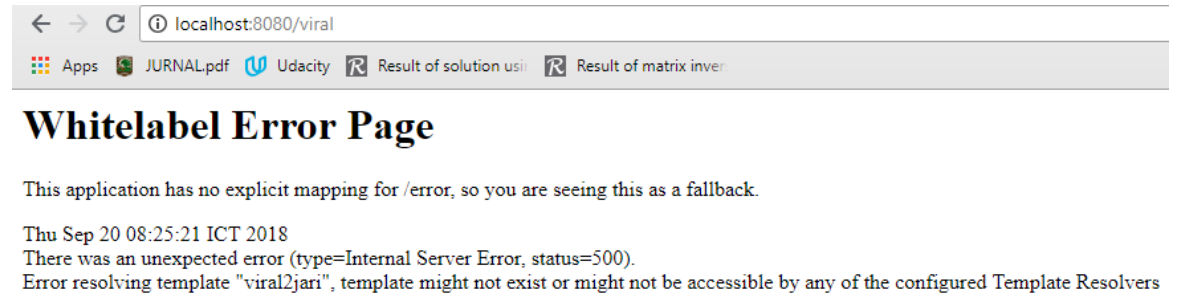 localhost:8080/viral
Apps JURNAL.pdf Udacity Result of solution usin Result of matrix inver
Whitelabel Error Page
This application has no explicit mapping for /error, so you are seeing this as a fallback.
Thu Sep 20 08:25:21 ICT 2018
There was an unexpected error (type=Internal Server Error, status=500).
Error resolving template "viral2jari", template might not exist or might not be accessible by any of the configured Template Resolvers